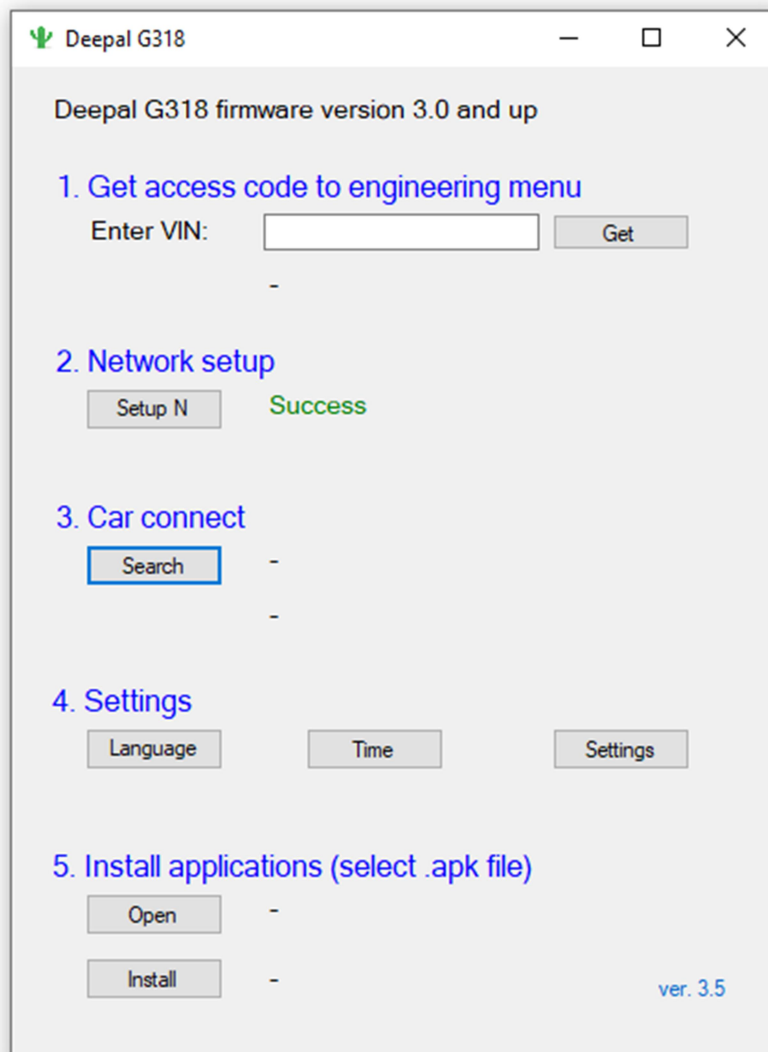 Deepal G318
Deepal G318 firmware version 3.0 and up
1. Get access code to engineering menu
Enter VIN: Get
-
2. Network setup
Setup N Success
3. Car connect
Search -
-
4. Settings
Language Time Settings
5. Install applications (select .apk file)
Open -
Install -
ver. 3.5